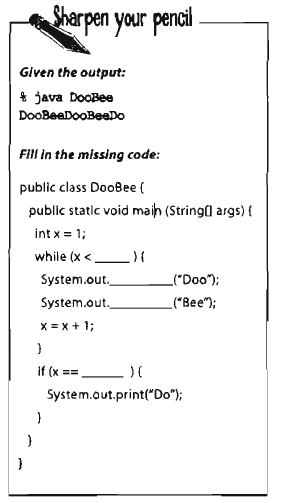 Sharpen your pencil
Given the output:
% java DooBee
DooBeeDooBeeDo
Fill in the missing code:
public class DooBee {
public static void main (String[] args) {
int x = 1;
while (x < _____ ) {
System.out._________("Doo");
System.out._________("Bee");
x = x + 1;
}
if (x == ______ ) {
System.out.print("Do");
}
}
}